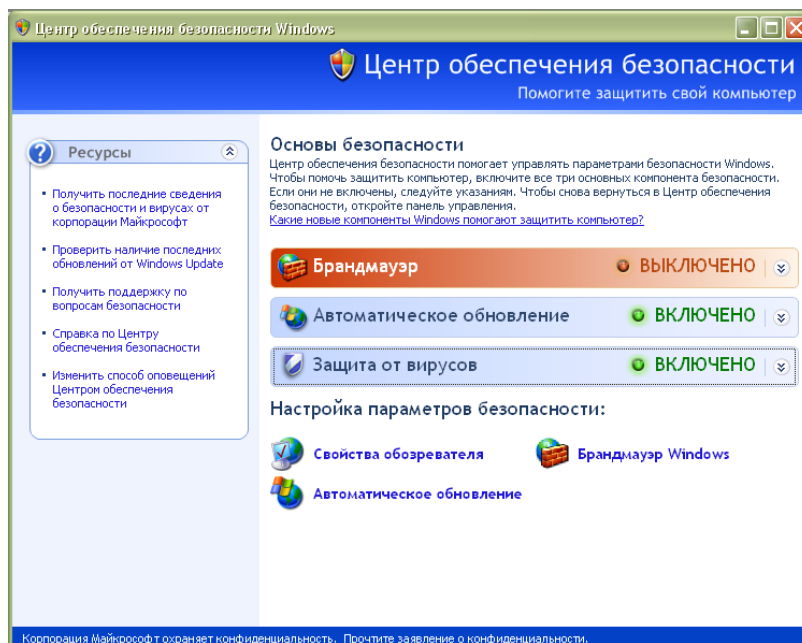 Центр обеспечения безопасности Windows
Центр обеспечения безопасности
Помогите защитить свой компьютер
Ресурсы
Получить последние сведения
о безопасности и вирусах от
корпорации Майкрософт
Проверить наличие последних
обновлений от Windows Update
Получить поддержку по
вопросам безопасности
Справка по Центру
обеспечения безопасности
Изменить способ оповещений
Центром обеспечения
безопасности
Основы безопасности
Центр обеспечения безопасности помогает управлять параметрами безопасности Windows.
Чтобы помочь защитить компьютер, включите все три основных компонента безопасности.
Если они не включены, следуйте указаниям. Чтобы снова вернуться в Центр обеспечения
безопасности, откройте панель управления.
Какие новые компоненты Windows помогают защитить компьютер?
Брандмауэр ВЫКЛЮЧЕНО
Автоматическое обновление ВКЛЮЧЕНО
Защита от вирусов ВКЛЮЧЕНО
Настройка параметров безопасности:
Свойства обозревателя Брандмауэр Windows
Автоматическое обновление
Корпорация Майкрософт охраняет конфиденциальность. Прочтите заявление о конфиденциальности.